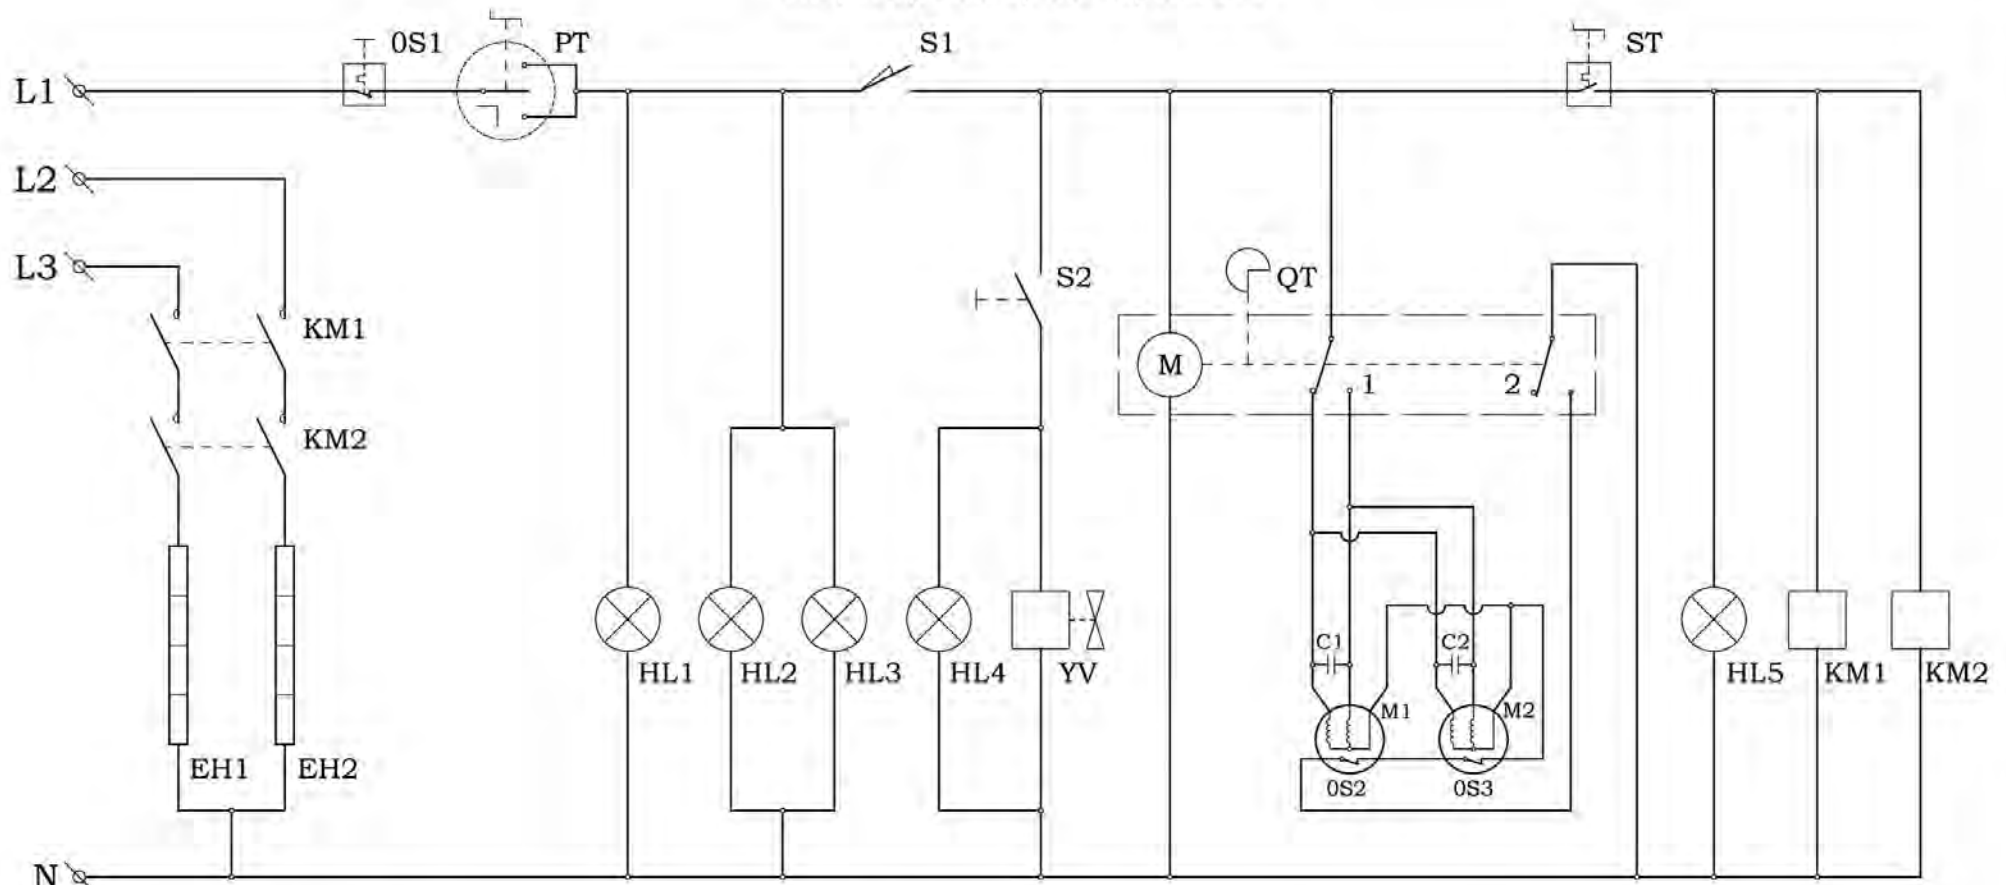 0S1 PT S1 ST
L1
L2
L3
S2 QT
KM1
M 1 2
KM2
C1 C2
HL1 HL2 HL3 HL4 YV HL5 KM1 KM2
M1 M2
EH1 EH2
0S2 0S3
N